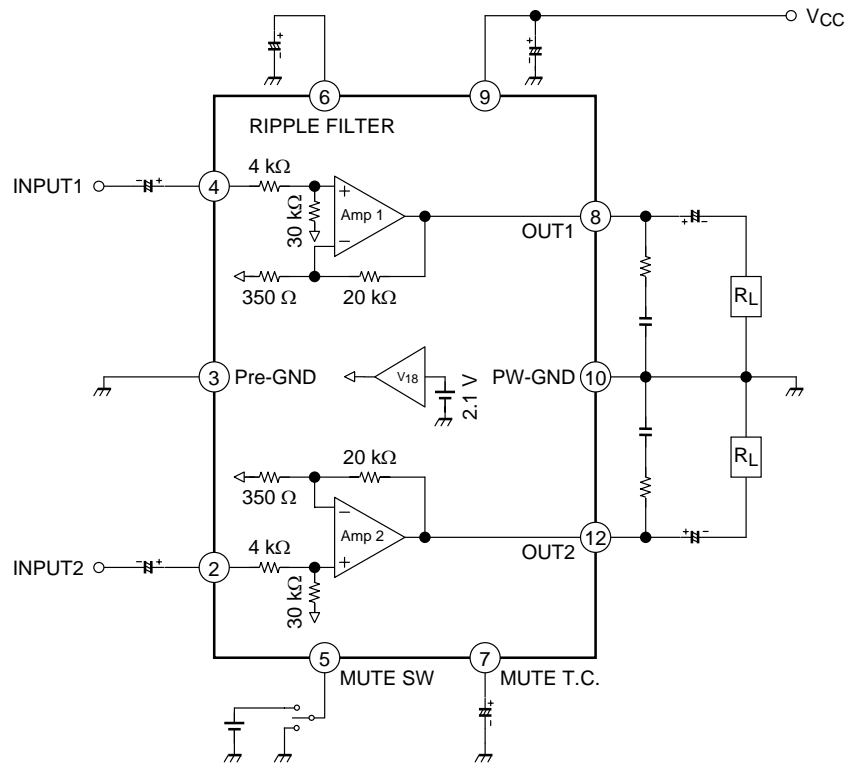 VCC
6
9
RIPPLE FILTER
INPUT1
4
4 kΩ
30 kΩ
+
−
Amp 1
OUT1
8
350 Ω
20 kΩ
RL
3
Pre-GND
V18
2.1 V
PW-GND
10
20 kΩ
350 Ω
RL
−
+
Amp 2
OUT2
12
INPUT2
2
4 kΩ
30 kΩ
5
MUTE SW
7
MUTE T.C.